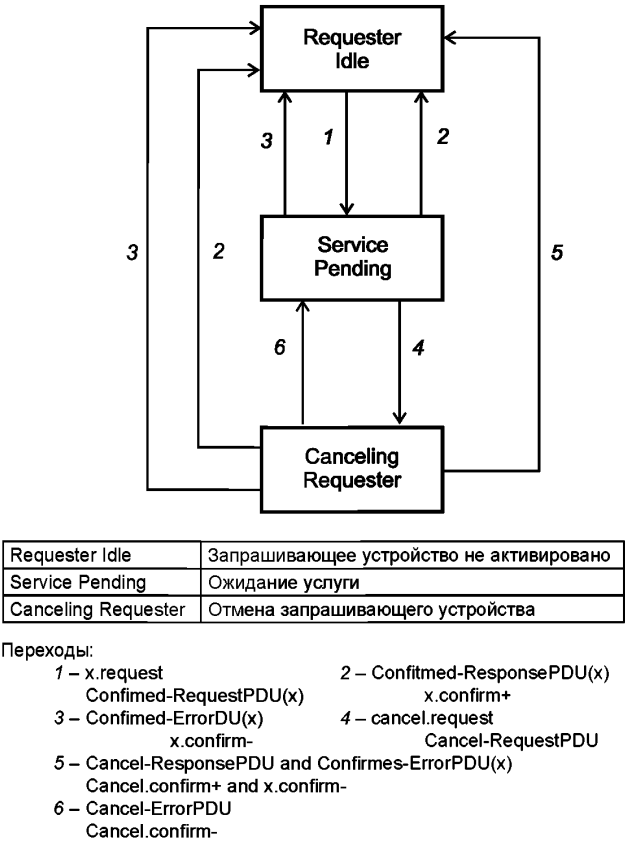 Requester
Idle
3
1
2
3
2
Service
Pending
5
6
4
Canceling
Requester
Requester Idle Запрашивающее устройство не активировано
Service Pending Ожидание услуги
Canceling Requester Отмена запрашивающего устройства
Переходы:
1 – x.request 2 – Confitmed-ResponsePDU(x)
Confimed-RequestPDU(x) x.confirm+
3 – Confimed-ErrorDU(x) 4 – cancel.request
x.confirm- Cancel-RequestPDU
5 – Cancel-ResponsePDU and Confirmes-ErrorPDU(x)
Cancel.confirm+ and x.confirm-
6 – Cancel-ErrorPDU
Cancel.confirm-